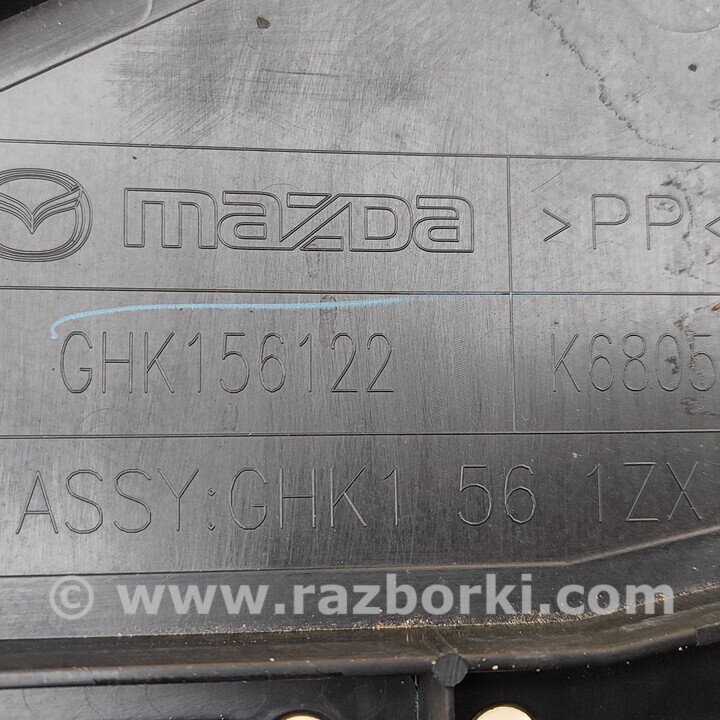 mazda >PP<
GHK156122 K6805
ASSY:GHK1 56 1ZX
© www.razborki.com